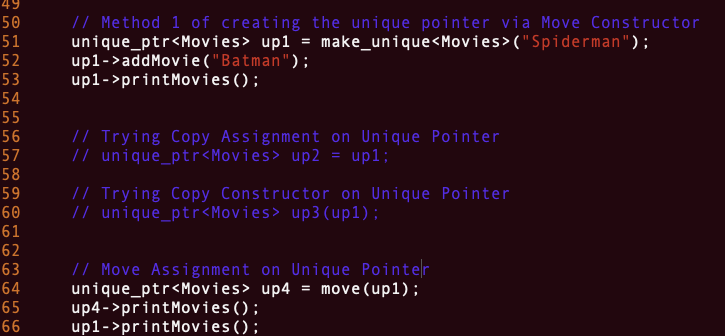 49
50 // Method 1 of creating the unique pointer via Move Constructor
51 unique_ptr<Movies> up1 = make_unique<Movies>("Spiderman");
52 up1->addMovie("Batman");
53 up1->printMovies();
54
55
56 // Trying Copy Assignment on Unique Pointer
57 // unique_ptr<Movies> up2 = up1;
58
59 // Trying Copy Constructor on Unique Pointer
60 // unique_ptr<Movies> up3(up1);
61
62
63 // Move Assignment on Unique Pointer
64 unique_ptr<Movies> up4 = move(up1);
65 up4->printMovies();
66 up1->printMovies();